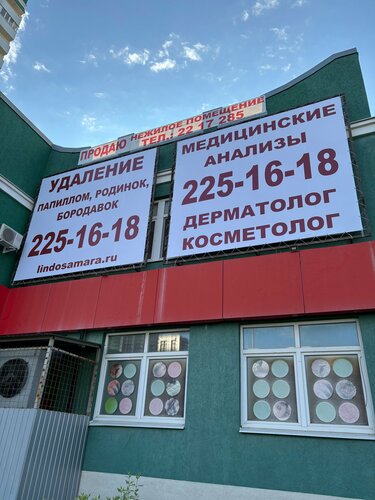 ПРОДАЮ НЕЖИЛОЕ ПОМЕЩЕНИЕ
ТЕЛ.: 22 17 285
УДАЛЕНИЕ
ПАПИЛЛОМ, РОДИНОК,
БОРОДАВОК
225-16-18
lindosamara.ru
МЕДИЦИНСКИЕ
АНАЛИЗЫ
225-16-18
ДЕРМАТОЛОГ
КОСМЕТОЛОГ